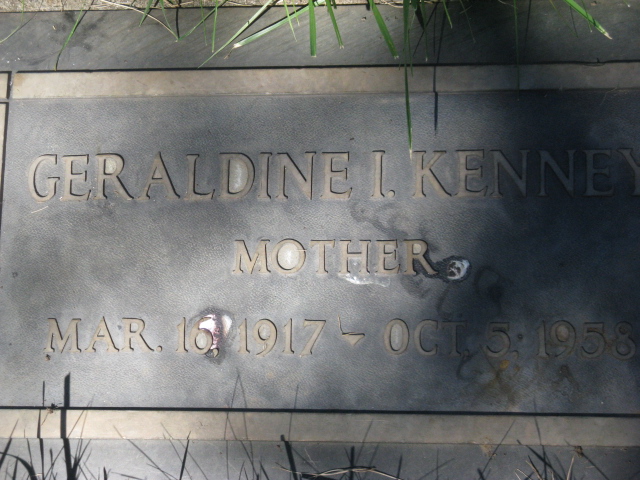 GERALDINE I. KENNEY
MOTHER
MAR. 16, 1917 - OCT. 5, 1958